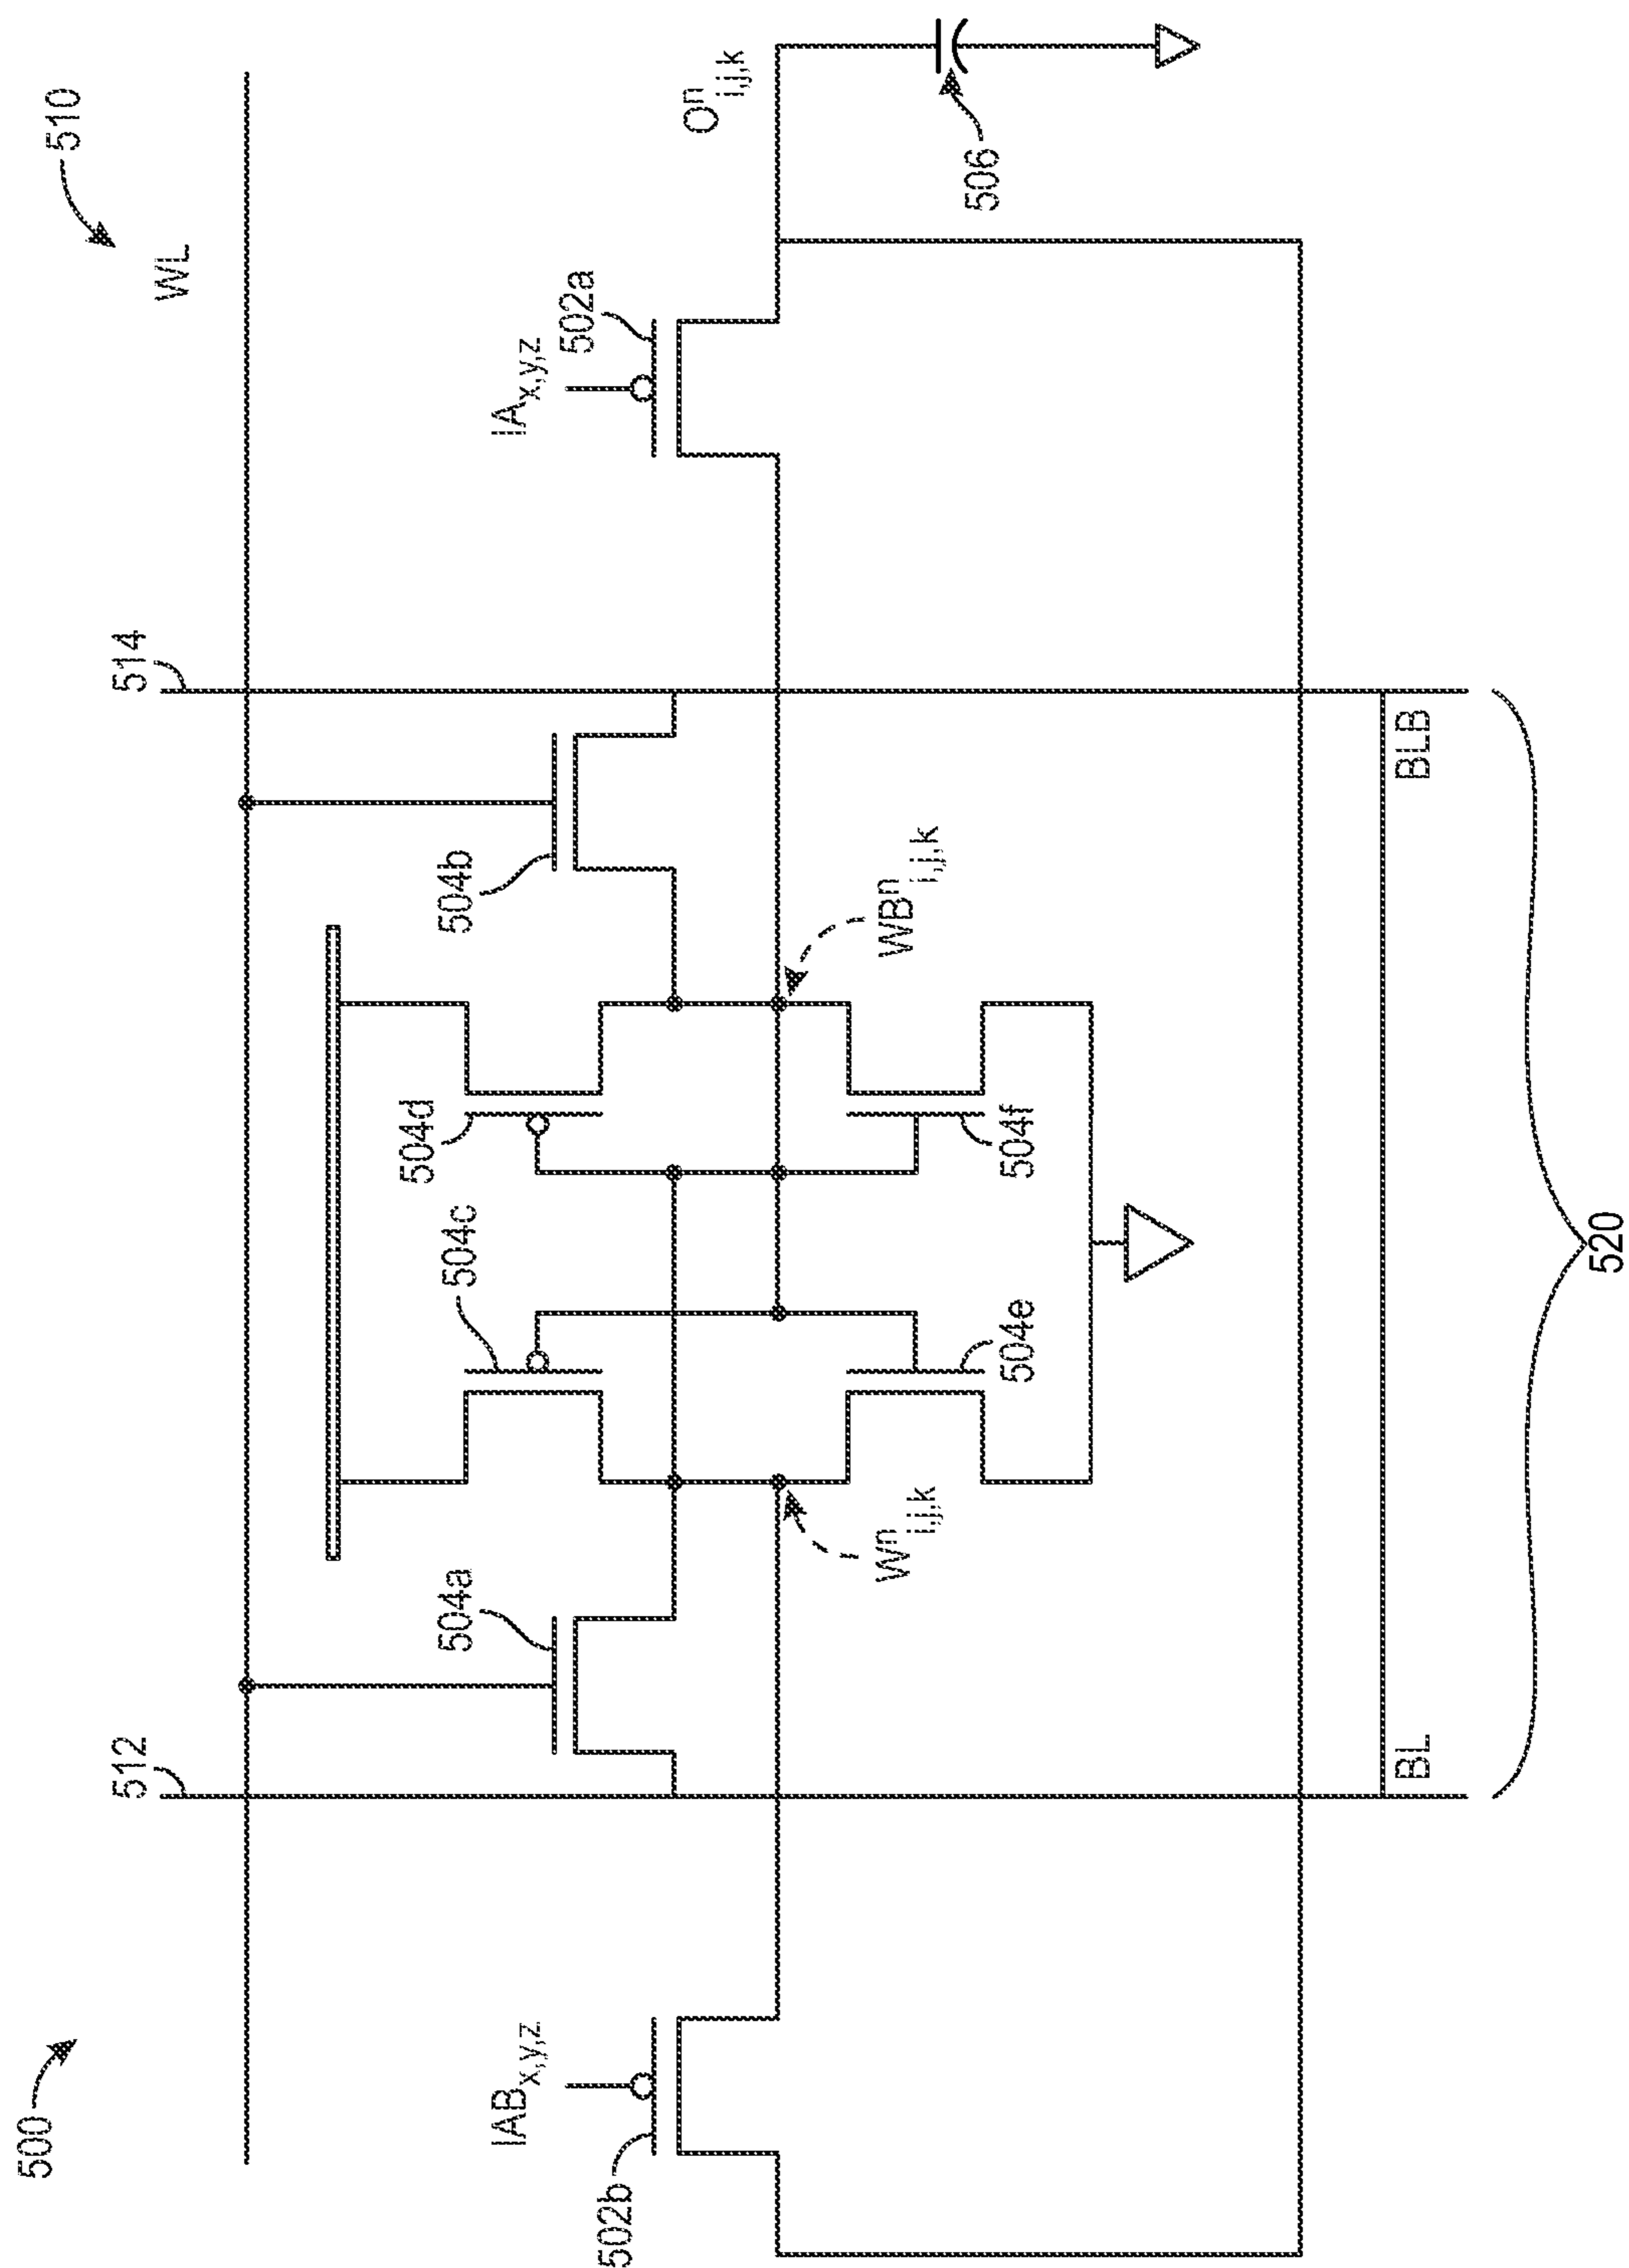 500
510
WL
512
514
IAB x,y,z
502b
IA x,y,z
502a
504a
504b
504c
504d
W^n i,j,k
WB^n i,j,k
O^n i,j,k
506
504e
504f
BL
BLB
520